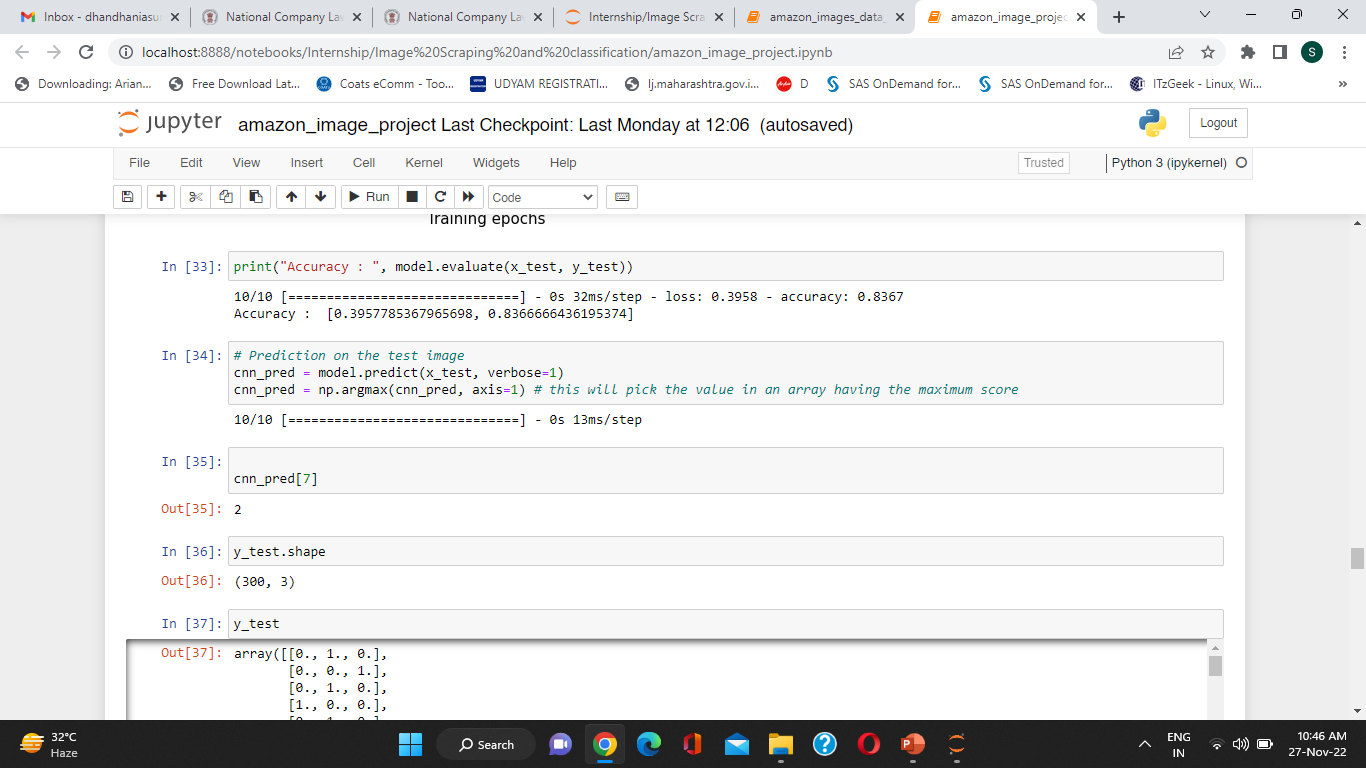 Inbox - dhandhaniasu
National Company La
National Company La
Internship/Image Scra
amazon_images_data_
amazon_image_projec
localhost:8888/notebooks/Internship/Image%20Scraping%20and%20classification/amazon_image_project.ipynb
S
Downloading: Arian...
Free Download Lat...
Coats eComm - Too...
UDYAM REGISTRATI...
lj.maharashtra.gov.i...
D
SAS OnDemand for...
SAS OnDemand for...
ITzGeek - Linux, Wi...
»
jupyter amazon_image_project Last Checkpoint: Last Monday at 12:06 (autosaved)
Logout
File Edit View Insert Cell Kernel Widgets Help
Trusted
Python 3 (ipykernel)
Run
Code
Training epochs
In [33]: print("Accuracy : ", model.evaluate(x_test, y_test))
10/10 [==============================] - 0s 32ms/step - loss: 0.3958 - accuracy: 0.8367
Accuracy :  [0.3957785367965698, 0.8366666436195374]
In [34]: # Prediction on the test image
cnn_pred = model.predict(x_test, verbose=1)
cnn_pred = np.argmax(cnn_pred, axis=1) # this will pick the value in an array having the maximum score
10/10 [==============================] - 0s 13ms/step
In [35]:
cnn_pred[7]
Out[35]: 2
In [36]: y_test.shape
Out[36]: (300, 3)
In [37]: y_test
Out[37]: array([[0., 1., 0.],
[0., 0., 1.],
[0., 1., 0.],
[1., 0., 0.],
32°C
Haze
Search
ENG
IN
10:46 AM
27-Nov-22